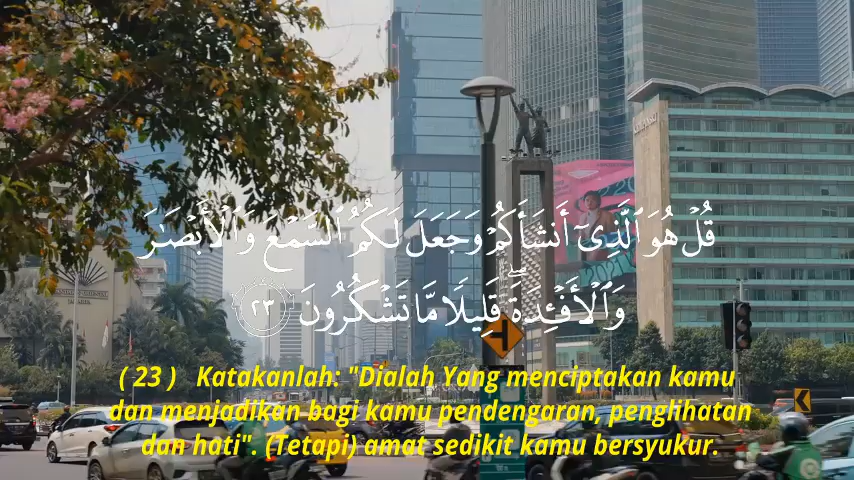 قُلْ هُوَ ٱلَّذِىٓ أَنشَأَكُمْ وَجَعَلَ لَكُمُ ٱلسَّمْعَ وَٱلْأَبْصَـٰرَ
وَٱلْأَفْـِٔدَةَ ۖ قَلِيلًا مَّا تَشْكُرُونَ ٢٣
( 23 ) Katakanlah: "Dialah Yang menciptakan kamu
dan menjadikan bagi kamu pendengaran, penglihatan
dan hati". (Tetapi) amat sedikit kamu bersyukur.